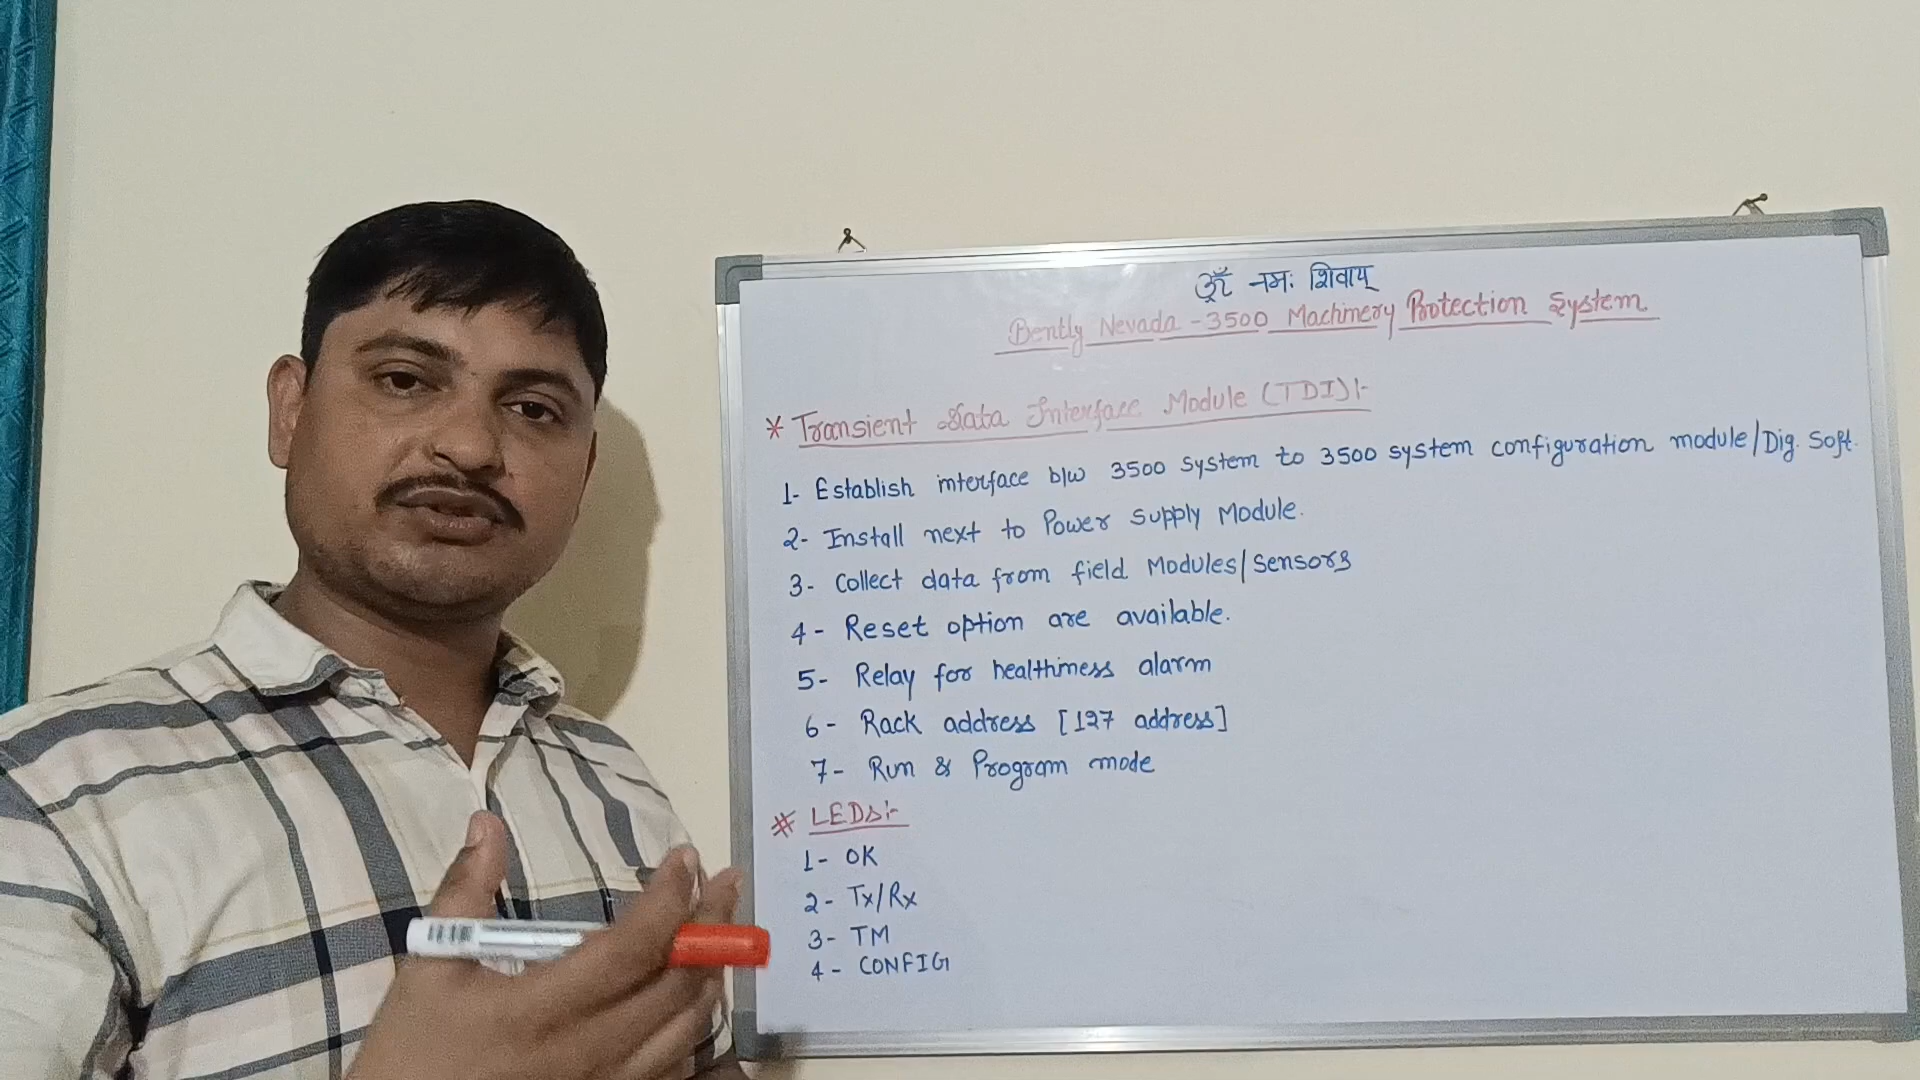 ॐ नमः शिवाय्
Bently Nevada - 3500 Machinery Protection System
* Transient Data Interface Module (TDI):-
1- Establish interface b/w 3500 System to 3500 system configuration module/Dig. Soft.
2- Install next to Power Supply Module.
3- Collect data from field Modules/Sensors
4- Reset option are available.
5- Relay for healthiness alarm
6- Rack address [127 address]
7- Run & Program mode
* LEDs:-
1- OK
2- Tx/Rx
3- TM
4- CONFIG